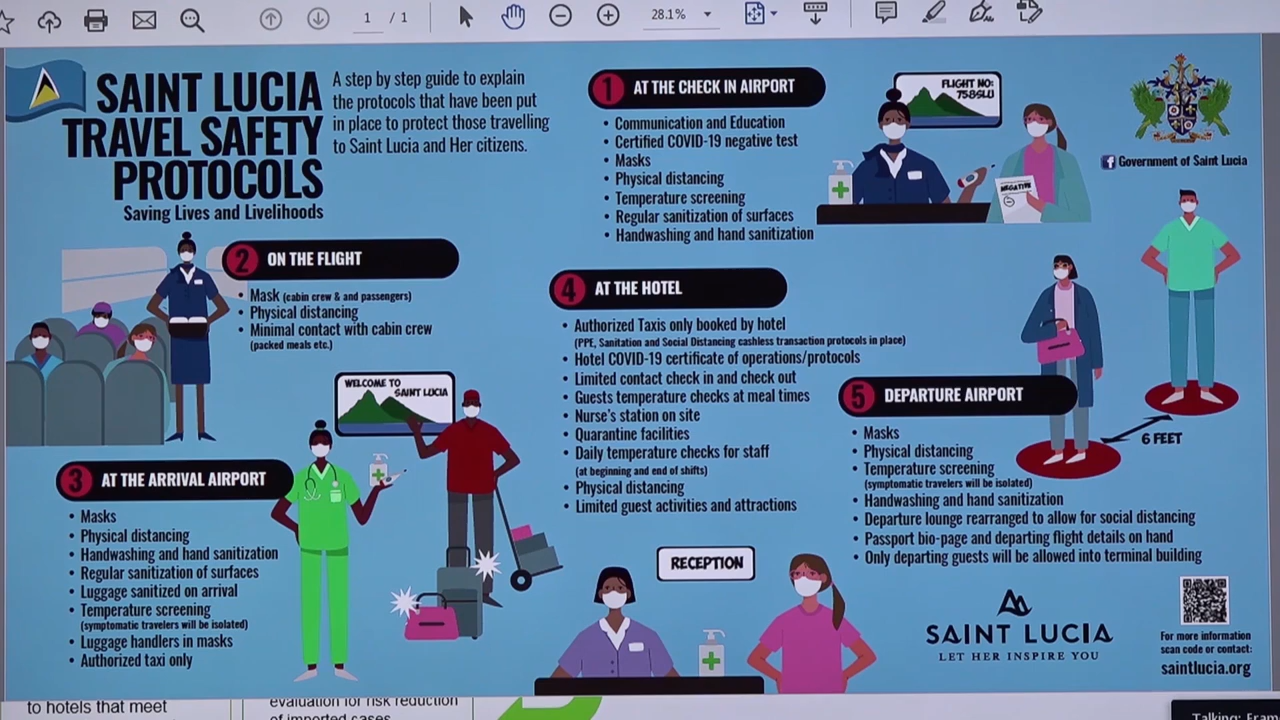 1 / 1
28.1%
SAINT LUCIA
TRAVEL SAFETY
PROTOCOLS
Saving Lives and Livelihoods
A step by step guide to explain
the protocols that have been put
in place to protect those travelling
to Saint Lucia and Her citizens.
1 AT THE CHECK IN AIRPORT
• Communication and Education
• Certified COVID-19 negative test
• Masks
• Physical distancing
• Temperature screening
• Regular sanitization of surfaces
• Handwashing and hand sanitization
FLIGHT NO:
758SLU
NEGATIVE
Government of Saint Lucia
2 ON THE FLIGHT
• Mask (cabin crew & and passengers)
• Physical distancing
• Minimal contact with cabin crew
(packed meals etc.)
WELCOME TO
SAINT LUCIA
3 AT THE ARRIVAL AIRPORT
• Masks
• Physical distancing
• Handwashing and hand sanitization
• Regular sanitization of surfaces
• Luggage sanitized on arrival
• Temperature screening
(symptomatic travelers will be isolated)
• Luggage handlers in masks
• Authorized taxi only
4 AT THE HOTEL
• Authorized Taxis only booked by hotel
(PPE, Sanitation and Social Distancing cashless transaction protocols in place)
• Hotel COVID-19 certificate of operations/protocols
• Limited contact check in and check out
• Guests temperature checks at meal times
• Nurse's station on site
• Quarantine facilities
• Daily temperature checks for staff
(at beginning and end of shifts)
• Physical distancing
• Limited guest activities and attractions
RECEPTION
5 DEPARTURE AIRPORT
• Masks
• Physical distancing
• Temperature screening
(symptomatic travelers will be isolated)
• Handwashing and hand sanitization
• Departure lounge rearranged to allow for social distancing
• Passport bio-page and departing flight details on hand
• Only departing guests will be allowed into terminal building
6 FEET
SAINT LUCIA
LET HER INSPIRE YOU
For more information
scan code or contact:
saintlucia.org
to hotels that meet
evaluation for risk reduction
of imported cases
Talking: